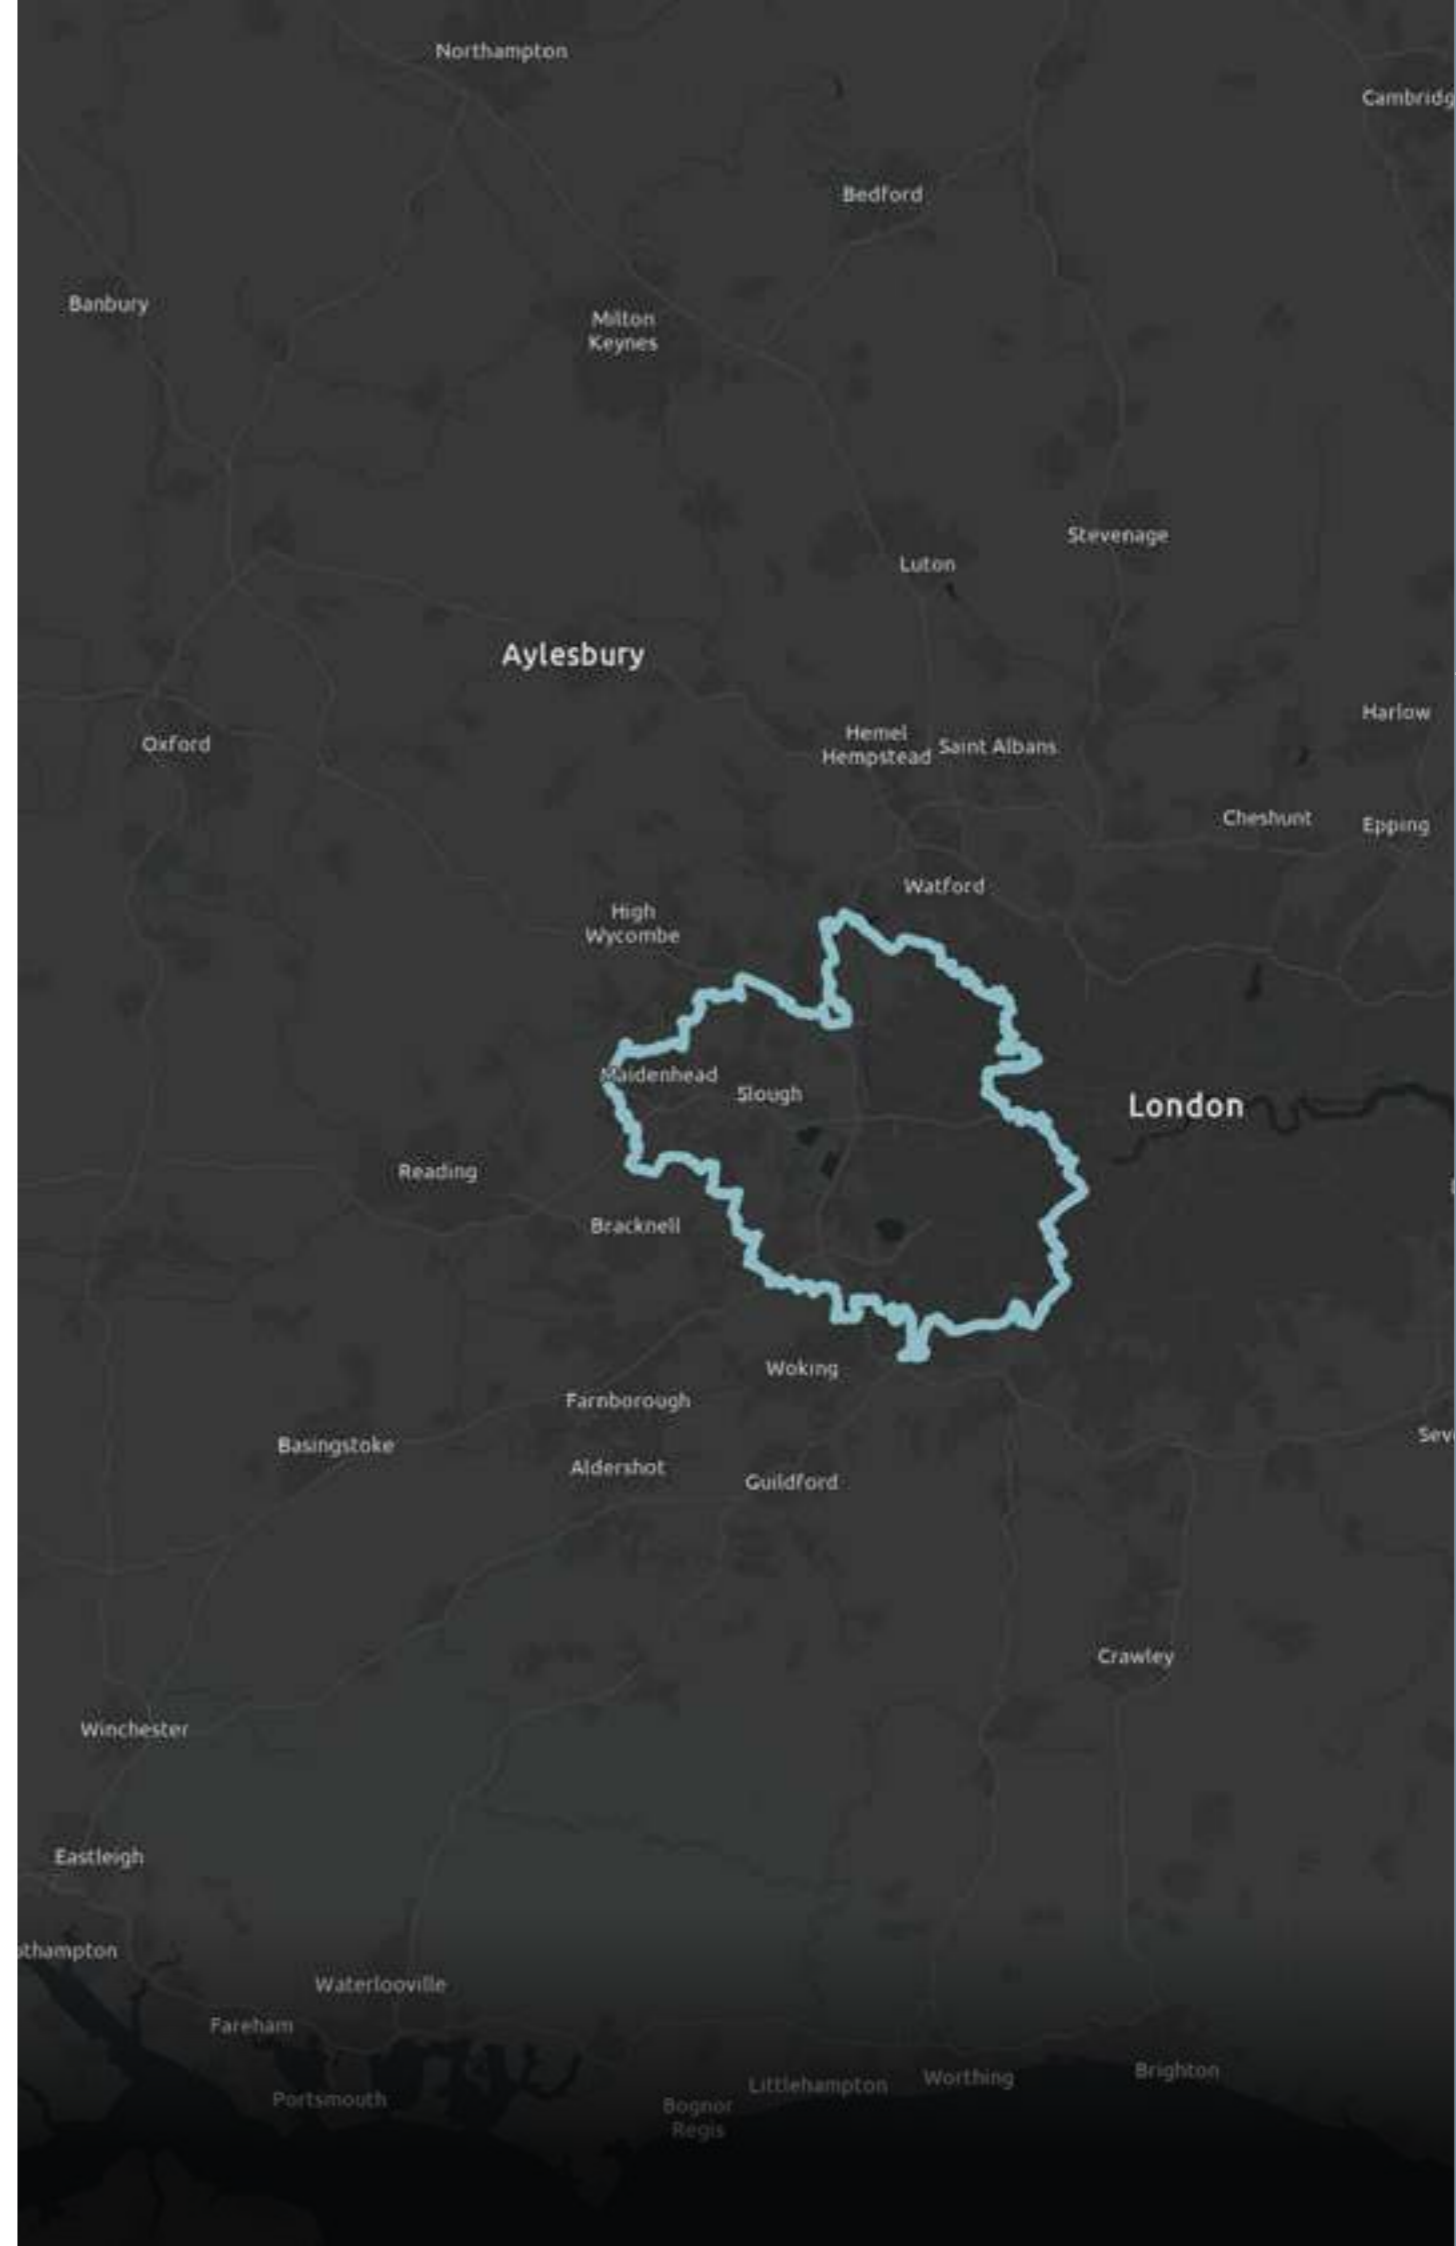 Northampton
Cambridg
Bedford
Banbury
Milton
Keynes
Stevenage
Luton
Aylesbury
Harlow
Oxford
Hemel
Hempstead
Saint Albans
Cheshunt
Epping
Watford
High
Wycombe
Maidenhead
Slough
London
Reading
Bracknell
Woking
Farnborough
Sev
Basingstoke
Aldershot
Guildford
Crawley
Winchester
Eastleigh
othampton
Waterlooville
Fareham
Brighton
Worthing
Littlehampton
Portsmouth
Bognor
Regis